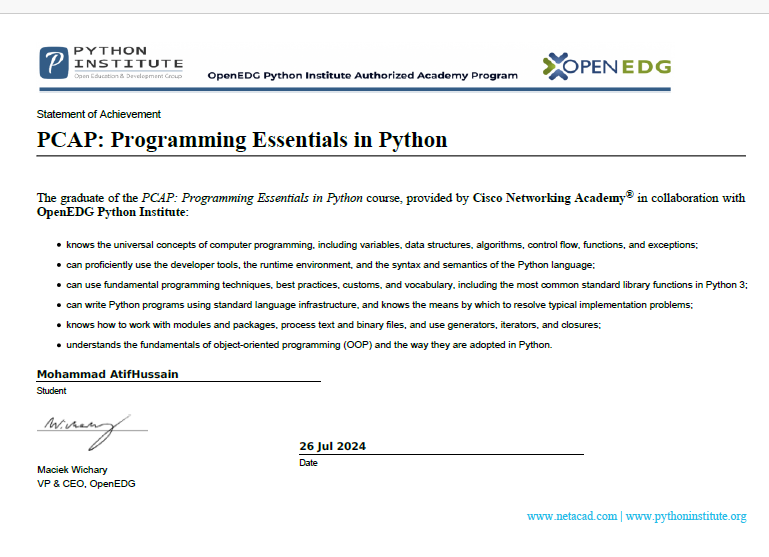 PYTHON
INSTITUTE
Open Education & Development Group
OpenEDG Python Institute Authorized Academy Program
OPENEDG
Statement of Achievement
PCAP: Programming Essentials in Python
The graduate of the PCAP: Programming Essentials in Python course, provided by Cisco Networking Academy® in collaboration with
OpenEDG Python Institute:
• knows the universal concepts of computer programming, including variables, data structures, algorithms, control flow, functions, and exceptions;
• can proficiently use the developer tools, the runtime environment, and the syntax and semantics of the Python language;
• can use fundamental programming techniques, best practices, customs, and vocabulary, including the most common standard library functions in Python 3;
• can write Python programs using standard language infrastructure, and knows the means by which to resolve typical implementation problems;
• knows how to work with modules and packages, process text and binary files, and use generators, iterators, and closures;
• understands the fundamentals of object-oriented programming (OOP) and the way they are adopted in Python.
Mohammad AtifHussain
Student
26 Jul 2024
Date
Maciek Wichary
VP & CEO, OpenEDG
www.netacad.com | www.pythoninstitute.org